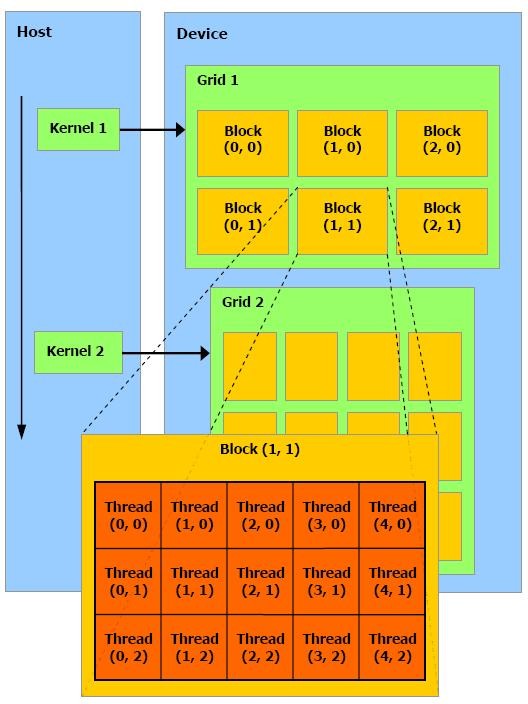 Host
Device
Grid 1
Kernel 1
Block
(0, 0)
Block
(1, 0)
Block
(2, 0)
Block
(0, 1)
Block
(1, 1)
Block
(2, 1)
Grid 2
Kernel 2
Block (1, 1)
Thread
(0, 0)
Thread
(1, 0)
Thread
(2, 0)
Thread
(3, 0)
Thread
(4, 0)
Thread
(0, 1)
Thread
(1, 1)
Thread
(2, 1)
Thread
(3, 1)
Thread
(4, 1)
Thread
(0, 2)
Thread
(1, 2)
Thread
(2, 2)
Thread
(3, 2)
Thread
(4, 2)